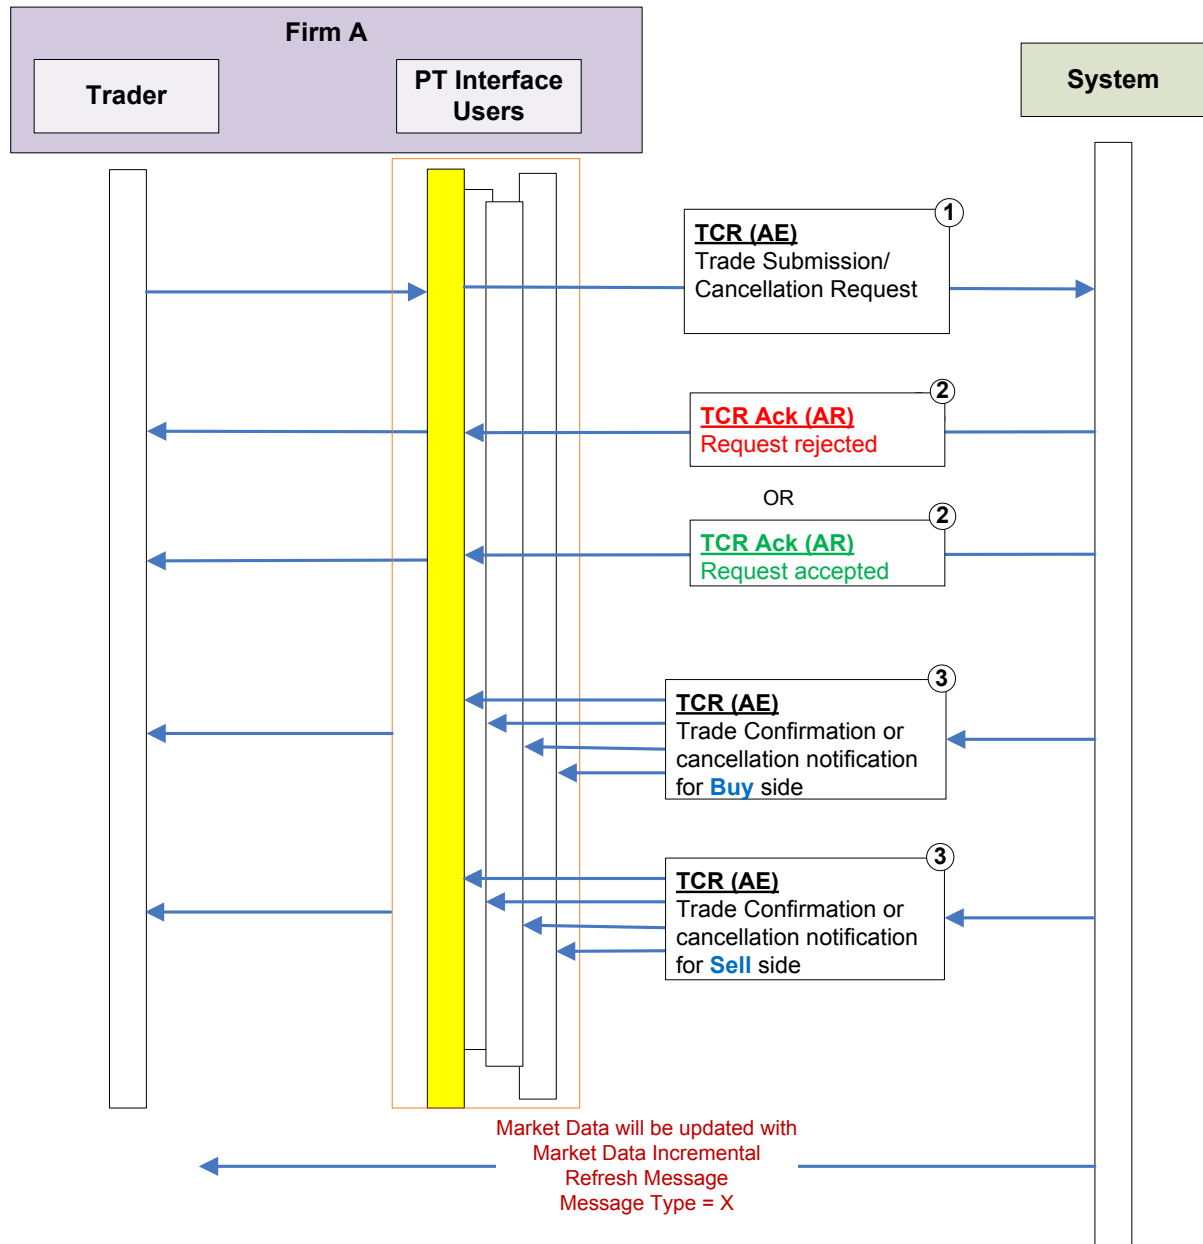 Firm A
Trader
PT Interface
Users
System
1
TCR (AE)
Trade Submission/
Cancellation Request
2
TCR Ack (AR)
Request rejected
OR
2
TCR Ack (AR)
Request accepted
3
TCR (AE)
Trade Confirmation or
cancellation notification
for Buy side
3
TCR (AE)
Trade Confirmation or
cancellation notification
for Sell side
Market Data will be updated with
Market Data Incremental
Refresh Message
Message Type = X